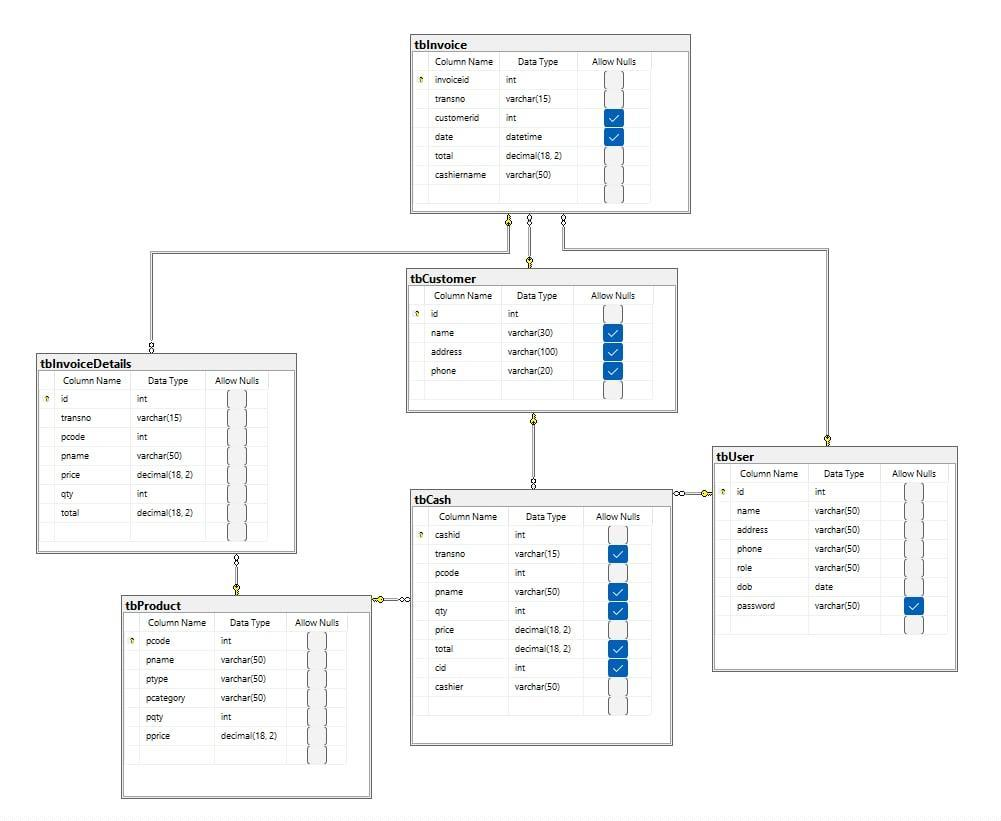 tbInvoice
Column Name Data Type Allow Nulls
invoiceid int
transno varchar(15)
customerid int
date datetime
total decimal(18, 2)
cashiername varchar(50)
tbCustomer
Column Name Data Type Allow Nulls
id int
name varchar(30)
address varchar(100)
phone varchar(20)
tbInvoiceDetails
Column Name Data Type Allow Nulls
id int
transno varchar(15)
pcode int
pname varchar(50)
price decimal(18, 2)
qty int
total decimal(18, 2)
tbUser
Column Name Data Type Allow Nulls
id int
name varchar(50)
address varchar(50)
phone varchar(50)
role varchar(50)
dob date
password varchar(50)
tbCash
Column Name Data Type Allow Nulls
cashid int
transno varchar(15)
pcode int
pname varchar(50)
qty int
price decimal(18, 2)
total decimal(18, 2)
cid int
cashier varchar(50)
tbProduct
Column Name Data Type Allow Nulls
pcode int
pname varchar(50)
ptype varchar(50)
pcategory varchar(50)
pqty int
pprice decimal(18, 2)